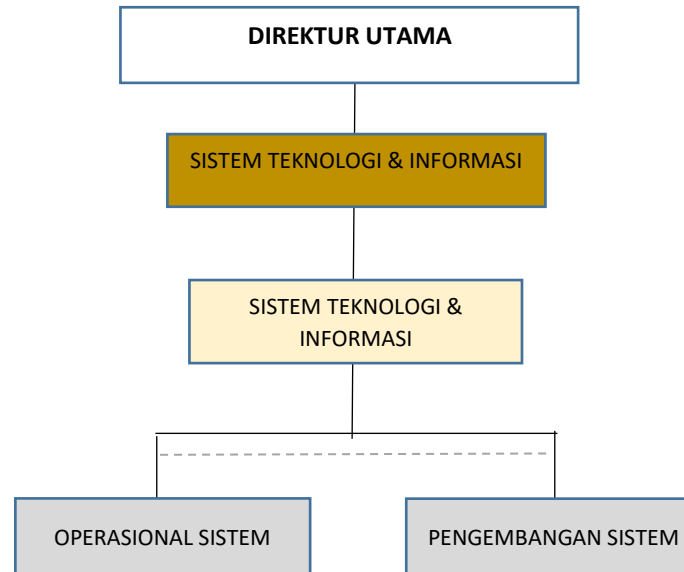 DIREKTUR UTAMA
SISTEM TEKNOLOGI & INFORMASI
SISTEM TEKNOLOGI &
INFORMASI
OPERASIONAL SISTEM
PENGEMBANGAN SISTEM